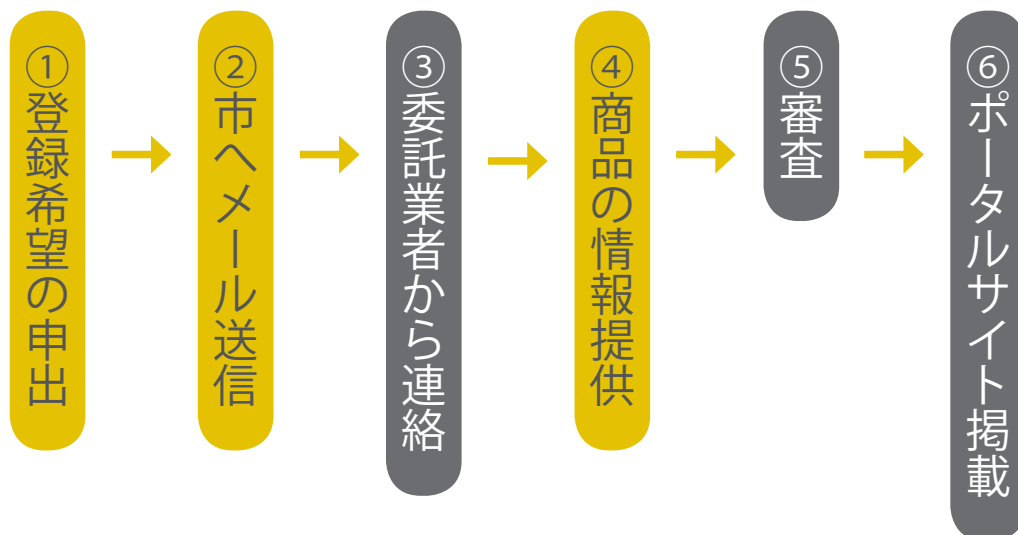 ①登録希望の申出
②市へメール送信
③委託業者から連絡
④商品の情報提供
⑤審査
⑥ポータルサイト掲載